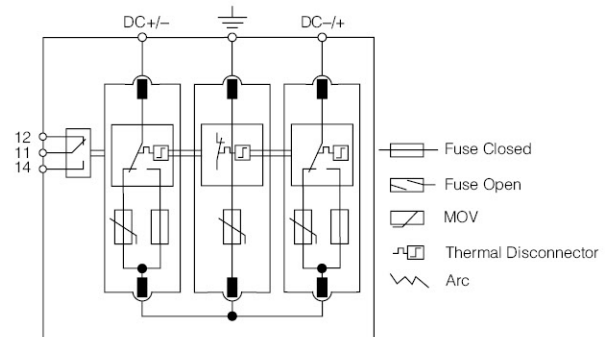 DC+/–
DC–/+
12
11
14
Fuse Closed
Fuse Open
MOV
Thermal Disconnector
Arc